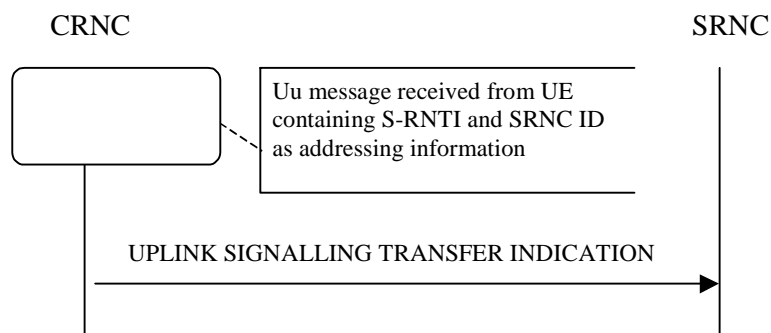 CRNC
SRNC
Uu message received from UE
containing S-RNTI and SRNC ID
as addressing information
UPLINK SIGNALLING TRANSFER INDICATION